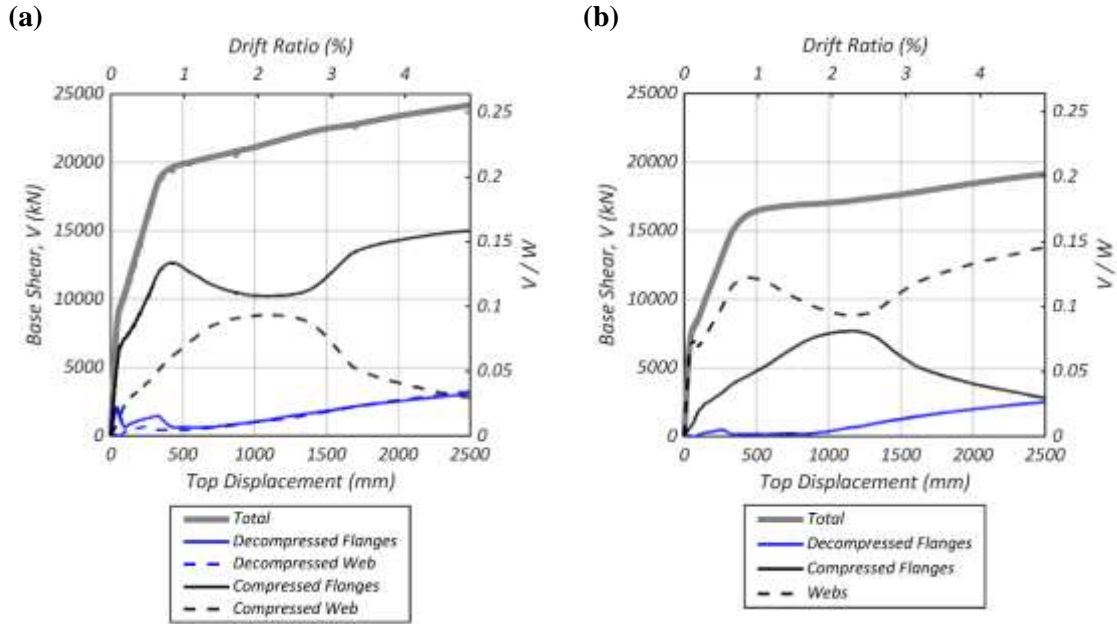 (a)
Drift Ratio (%)
0 1 2 3 4
25000
20000
15000
10000
5000
0
Base Shear, V (kN)
0.25
0.2
0.15
0.1
0.05
0
V / W
0 500 1000 1500 2000 2500
Top Displacement (mm)
Total
Decompressed Flanges
Decompressed Web
Compressed Flanges
Compressed Web
(b)
Drift Ratio (%)
0 1 2 3 4
25000
20000
15000
10000
5000
0
Base Shear, V (kN)
0.25
0.2
0.15
0.1
0.05
0
V / W
0 500 1000 1500 2000 2500
Top Displacement (mm)
Total
Decompressed Flanges
Compressed Flanges
Webs